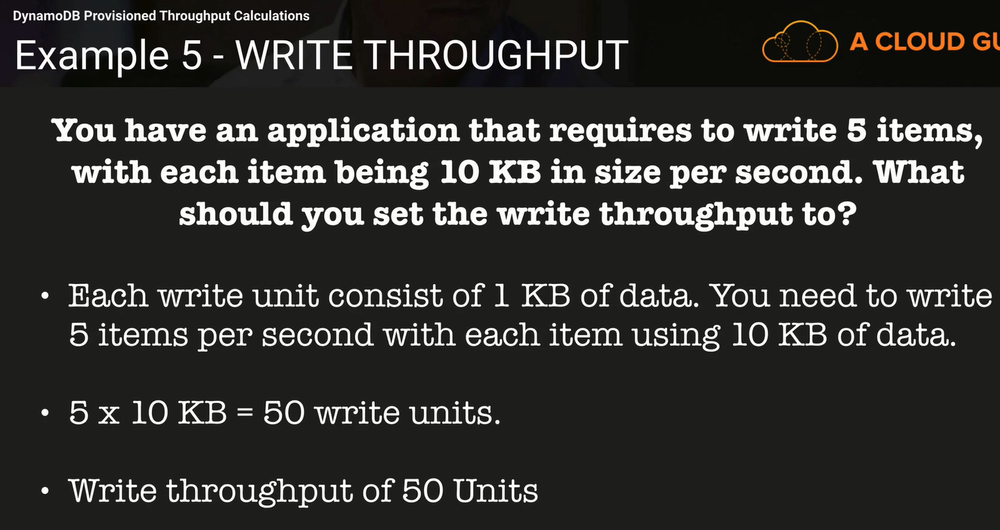 DynamoDB Provisioned Throughput Calculations
Example 5 - WRITE THROUGHPUT
A CLOUD GU
You have an application that requires to write 5 items,
with each item being 10 KB in size per second. What
should you set the write throughput to?
• Each write unit consist of 1 KB of data. You need to write
5 items per second with each item using 10 KB of data.
• 5 x 10 KB = 50 write units.
• Write throughput of 50 Units